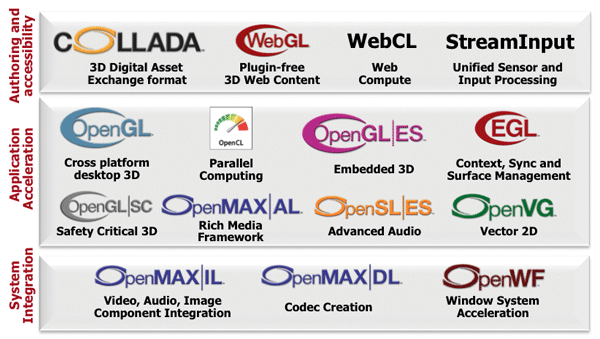 Authoring and
accessibility
COLLADA
WebGL
WebCL
StreamInput
3D Digital Asset
Exchange format
Plugin-free
3D Web Content
Web
Compute
Unified Sensor and
Input Processing
Application
Acceleration
OpenGL
OpenCL
OpenGL|ES
EGL
Cross platform
desktop 3D
Parallel
Computing
Embedded 3D
Context, Sync and
Surface Management
OpenGL|SC
OpenMAX|AL
OpenSL|ES
OpenVG
Safety Critical 3D
Rich Media
Framework
Advanced Audio
Vector 2D
System
Integration
OpenMAX|IL
OpenMAX|DL
OpenWF
Video, Audio, Image
Component Integration
Codec Creation
Window System
Acceleration